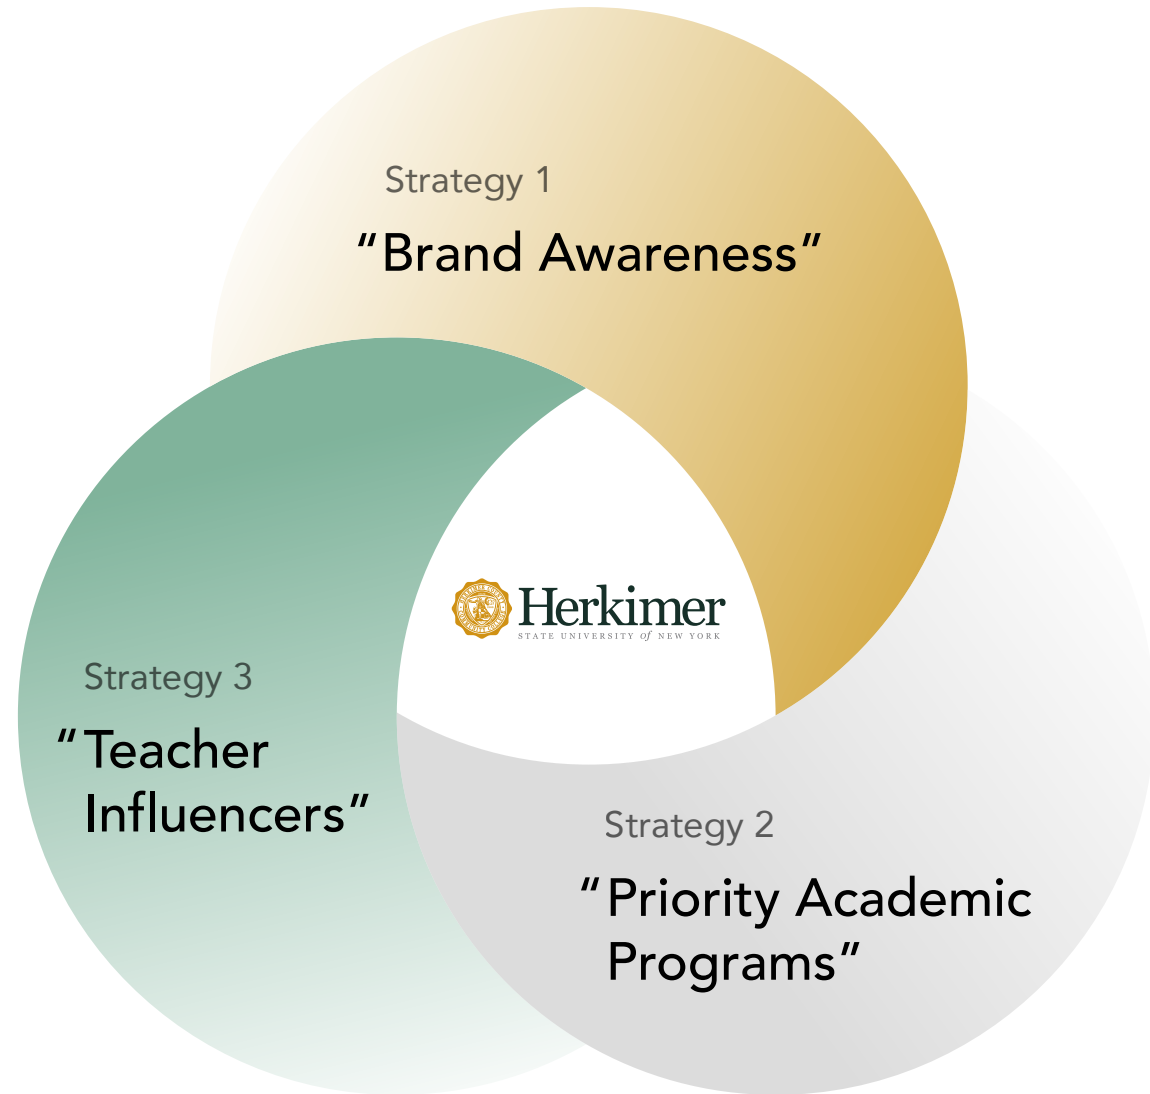 Strategy 1
“Brand Awareness”
Herkimer
STATE UNIVERSITY of NEW YORK
Strategy 3
“Teacher
Influencers”
Strategy 2
“Priority Academic
Programs”